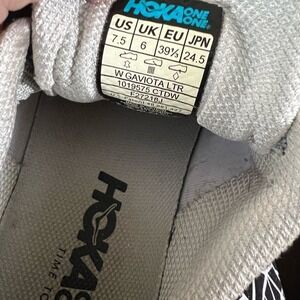 HOKA ONE ONE
US UK EU JPN
7.5 6 39⅓ 24.5
W GAVIOTA LTR
1019575 CTDW
F27218J
HOKA
TIME TO